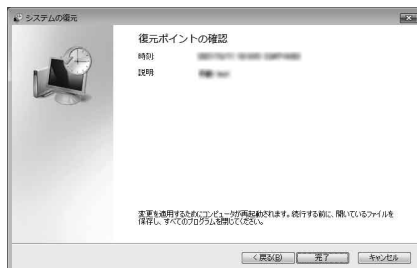 システムの復元
復元ポイントの確認
時刻:
説明:
変更を適用するためにコンピュータが再起動されます。続行する前に、開いているファイルを
保存し、すべてのプログラムを閉じてください。
< 戻る(B)
完了
キャンセル